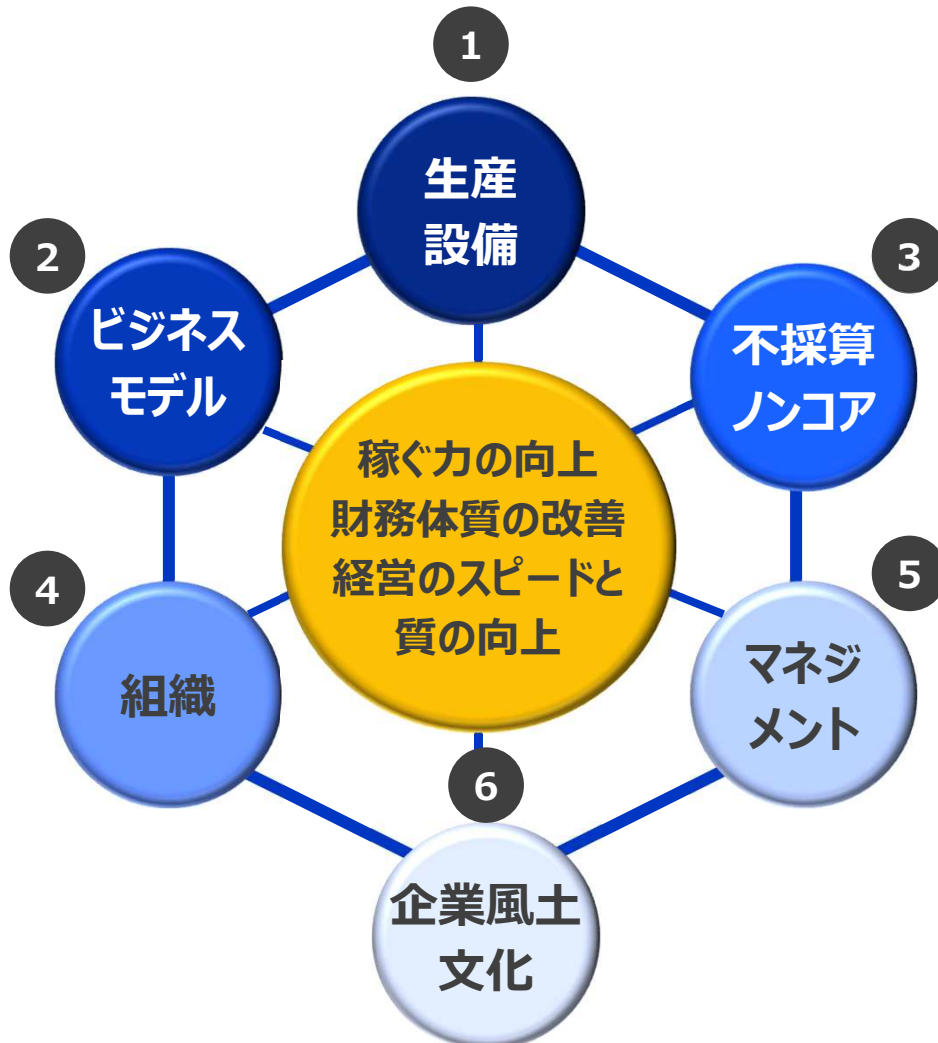 1
生産
設備
2
ビジネス
モデル
3
不採算
ノンコア
稼ぐ力の向上
財務体質の改善
経営のスピードと
質の向上
4
組織
5
マネジ
メント
6
企業風土
文化